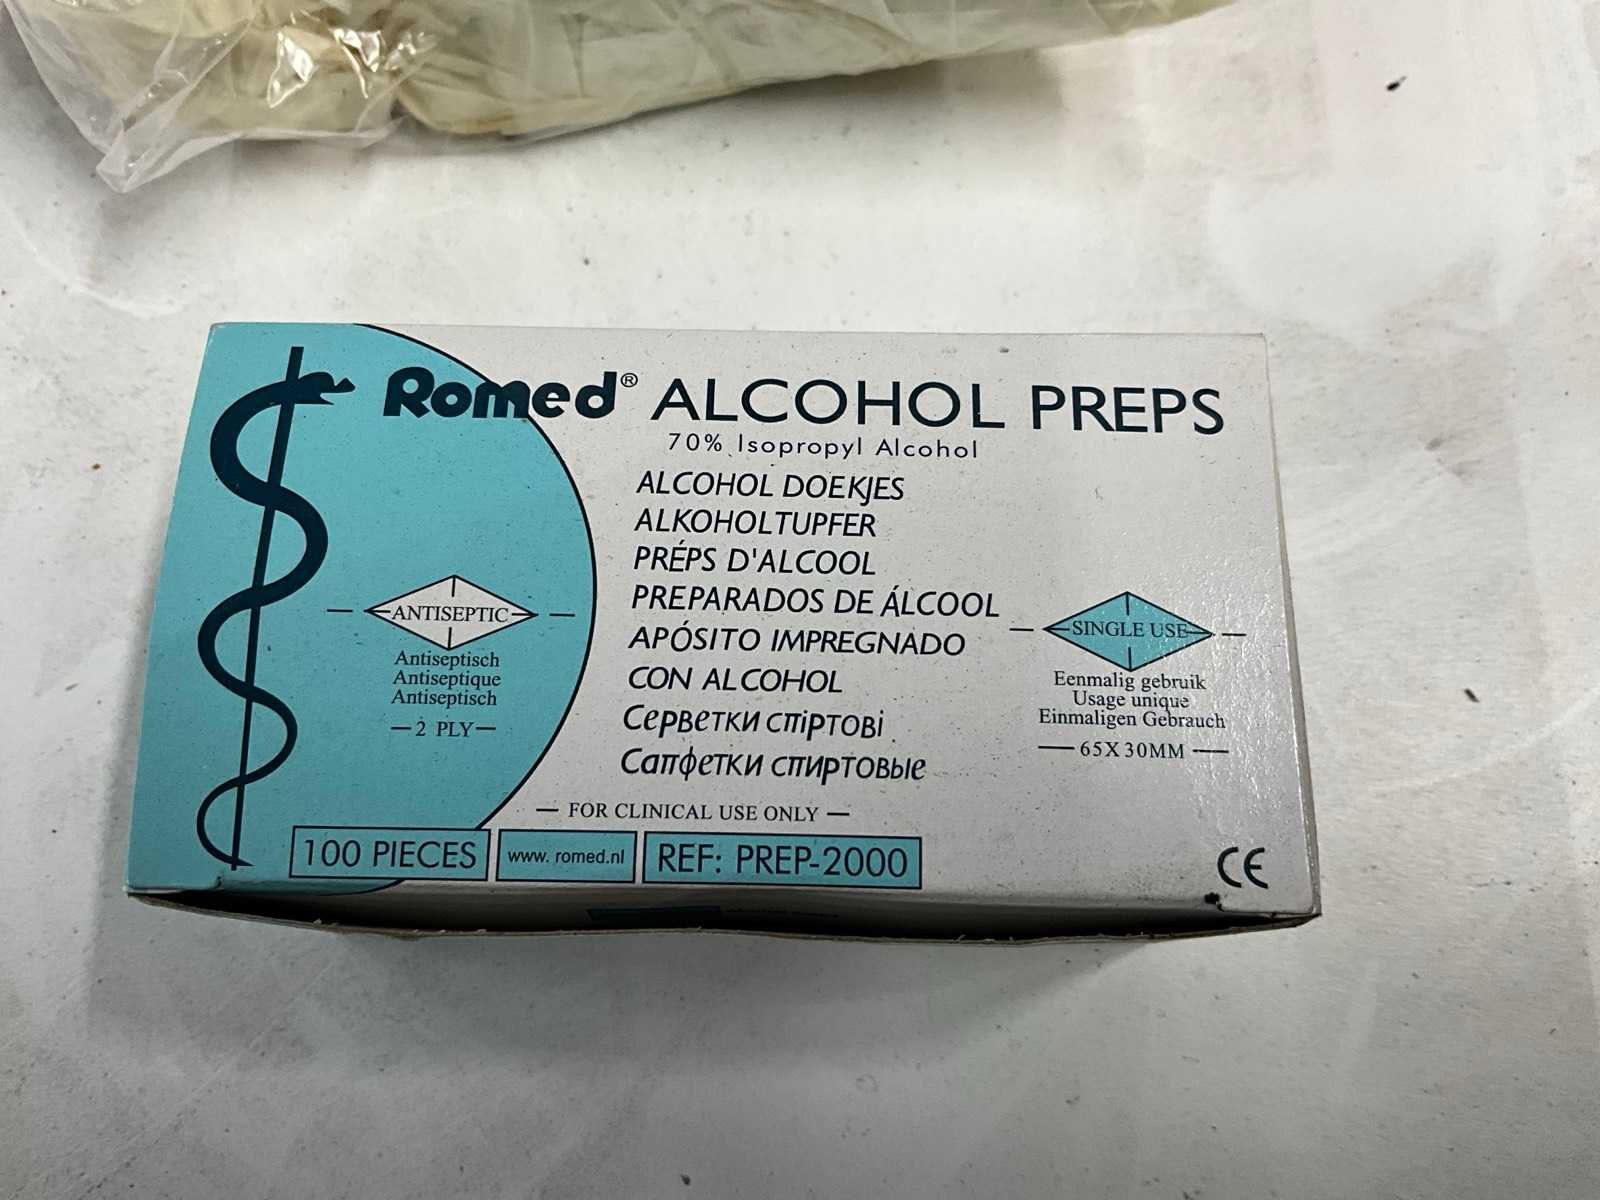 Romed® ALCOHOL PREPS
70% Isopropyl Alcohol
ALCOHOL DOEKJES
ALKOHOLTUPFER
PRÉPS D'ALCOOL
PREPARADOS DE ÁLCOOL
APÓSITO IMPREGNADO
CON ALCOHOL
Серветки спіртові
Салфетки спиртовые
ANTISEPTIC
Antiseptisch
Antiseptique
Antiseptisch
— 2 PLY —
SINGLE USE
Eenmalig gebruik
Usage unique
Einmaligen Gebrauch
— 65X30MM —
— FOR CLINICAL USE ONLY —
100 PIECES
www. romed.nl
REF: PREP-2000
CE